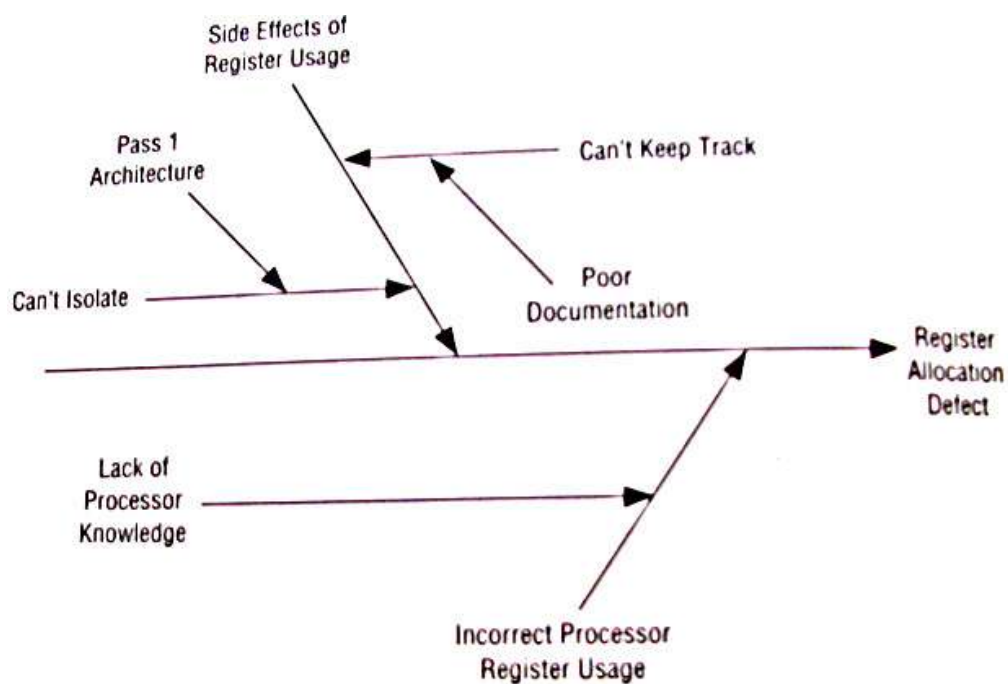 Side Effects of
Register Usage
Pass 1
Architecture
Can't Keep Track
Can't Isolate
Poor
Documentation
Register
Allocation
Defect
Lack of
Processor
Knowledge
Incorrect Processor
Register Usage